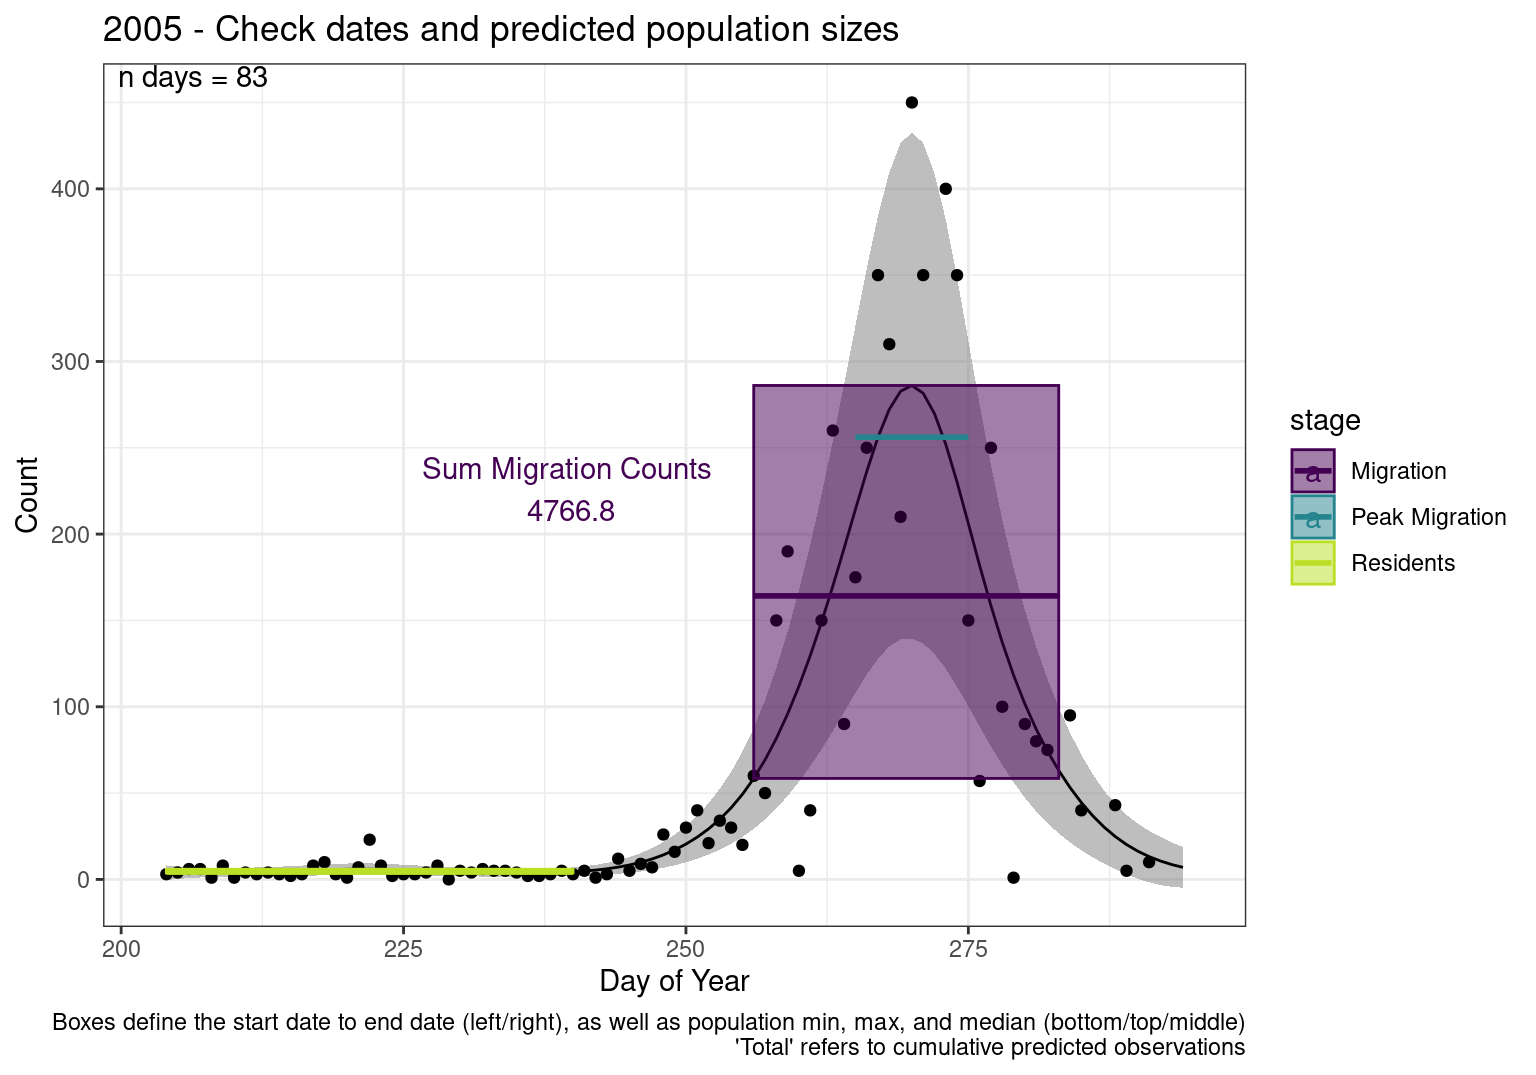 2005 - Check dates and predicted population sizes
n days = 83
400
300
200
100
0
Count
Sum Migration Counts
4766.8
200
225
250
275
Day of Year
stage
a Migration
a Peak Migration
Residents
Boxes define the start date to end date (left/right), as well as population min, max, and median (bottom/top/middle)
'Total' refers to cumulative predicted observations